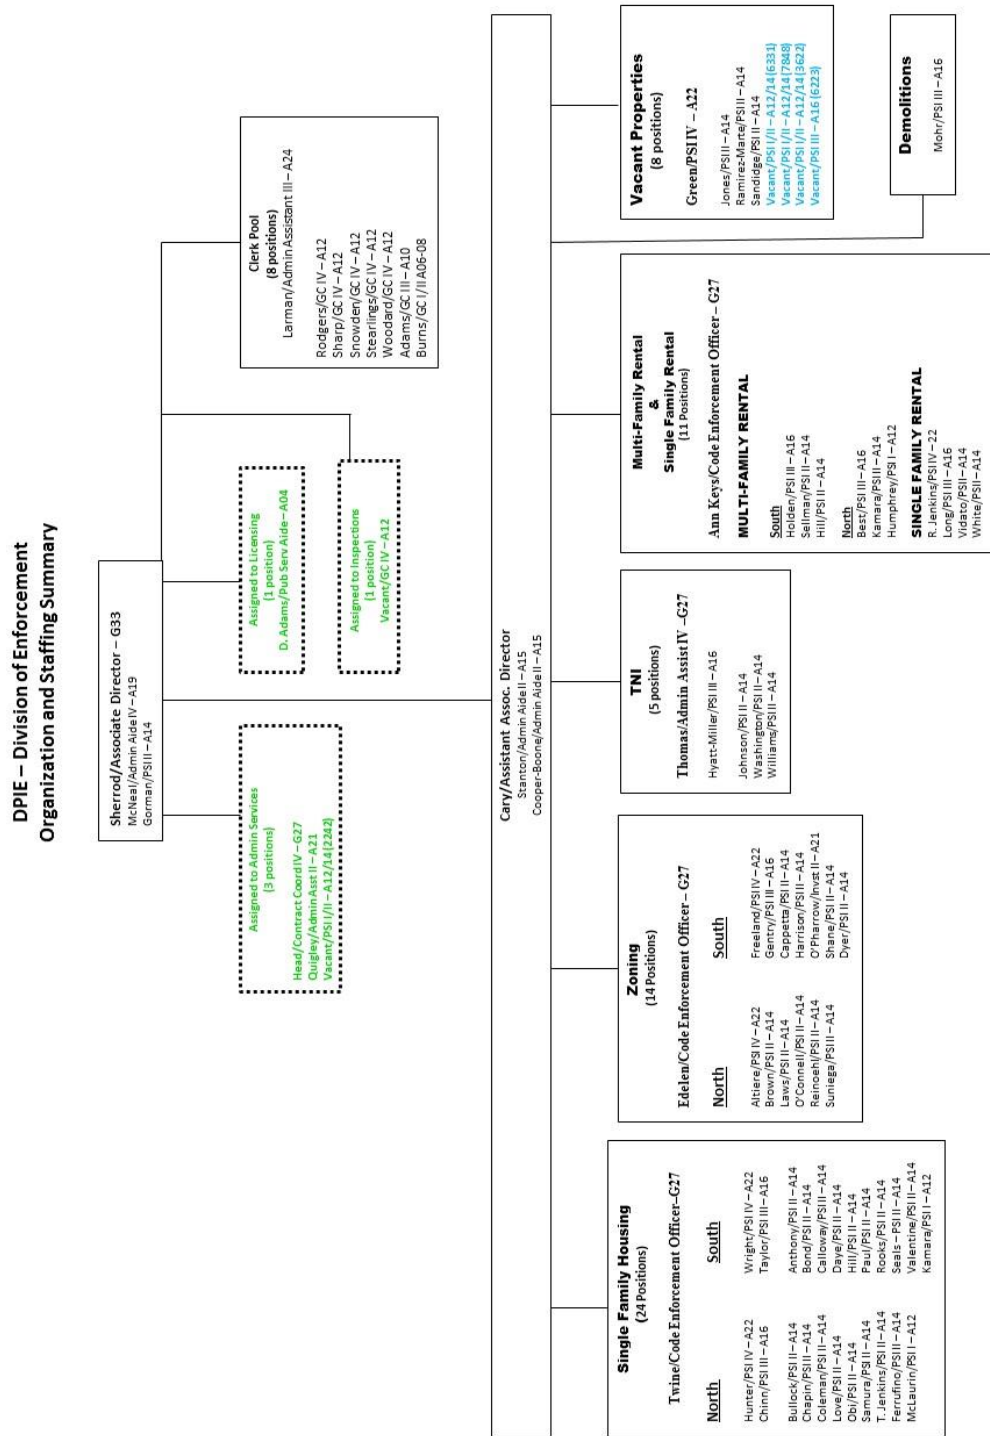 DPIE – Division of Enforcement
Organization and Staffing Summary
Sherrod/Associate Director – G33
McNeal/Admin Aide IV – A19
Gorman/PSI II – A14
Assigned to Admin Services
(3 positions)
Head/Contract Coord IV – G27
Quigley/Admin Asst II – A21
Vacant/PSI I/II – A12/14 (2242)
Assigned to Licensing
(1 position)
D. Adams/Pub Serv Aide – A04
Assigned to Inspections
(1 position)
Vacant/GC IV – A12
Clerk Pool
(8 positions)
Larman/Admin Assistant III – A24
Rodgers/GC IV – A12
Sharp/GC IV – A12
Snowden/GC IV – A12
Stearlings/GC IV – A12
Woodard/GC IV – A12
Adams/GC III – A10
Burns/GC I/II A06-08
Cary/Assistant Assoc. Director
Stanton/Admin Aide II – A15
Cooper-Boone/Admin Aide II – A15
Single Family Housing
(24 Positions)
Twine/Code Enforcement Officer–G27
North
Hunter/PSI IV – A22
Chinn/PSI III – A16
Bullock/PSI II – A14
Chapin/PSI II – A14
Coleman/PSI II – A14
Love/PSI II – A14
Obi/PSI II – A14
Samura/PSI II – A14
T. Jenkins/PSI II – A14
Ferrufino/PSI II – A14
McLaurin/PSI I – A12
South
Wright/PSI IV – A22
Taylor/PSI III – A16
Anthony/PSI II – A14
Bond/PSI II – A14
Calloway/PSI II – A14
Daye/PSI II – A14
Hill/PSI II – A14
Paul/PSI II – A14
Rooks/PSI II – A14
Seals – PSI II – A14
Valentine/PSI II – A14
Kamara/PSI I – A12
Zoning
(14 Positions)
Edelen/Code Enforcement Officer – G27
North
Altiere/PSI IV – A22
Brown/PSI II – A14
Laws/PSI II – A14
O'Connell/PSI II – A14
Reinoehl/PSI II – A14
Suniega/PSI II – A14
South
Freeland/PSI IV – A22
Gentry/PSI III – A16
Cappetta/PSI II – A14
Harrison/PSI II – A14
O'Pharrow/Invst II – A21
Shane/PSI II – A14
Dyer/PSI II – A14
TNI
(5 positions)
Thomas/Admin Assist IV –G27
Hyatt-Miller/PSI III – A16
Johnson/PSI II – A14
Washington/PSI II – A14
Williams/PSI II – A14
Multi-Family Rental
&
Single Family Rental
(11 Positions)
Ann Keys/Code Enforcement Officer – G27
MULTI-FAMILY RENTAL
South
Holden/PSI III – A16
Sellman/PSI II – A14
Hill/PSI II – A14
North
Best/PSI III – A16
Kamara/PSI II – A14
Humphrey/PSI I – A12
SINGLE FAMILY RENTAL
R. Jenkins/PSI IV – 22
Long/PSI III – A16
Vidato/PSII – A14
White/PSII – A14
Vacant Properties
(8 positions)
Green/PSI IV – A22
Jones/PSI II – A14
Ramirez-Marte/PSI II – A14
Sandidge/PSI II – A14
Vacant/PSI I/II – A12/14 (6331)
Vacant/PSI I/II – A12/14 (7848)
Vacant/PSI I/II – A12/14 (3622)
Vacant/PSI III – A16 (6223)
Demolitions
Mohr/PSI III – A16